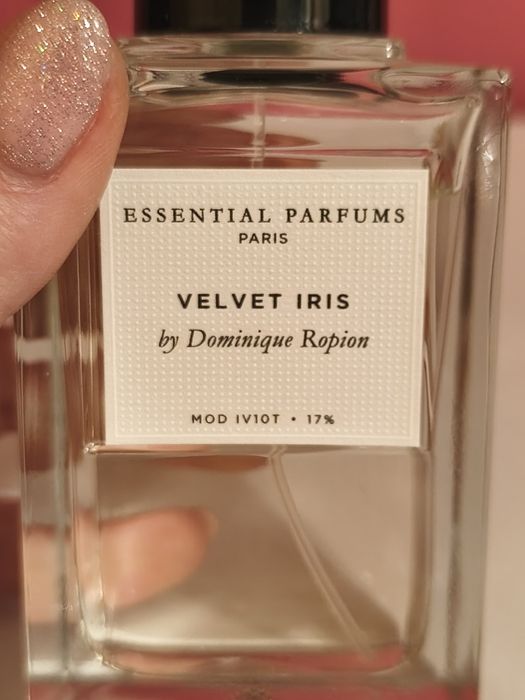 ESSENTIAL PARFUMS
PARIS
VELVET IRIS
by Dominique Ropion
MOD IV10T • 17%